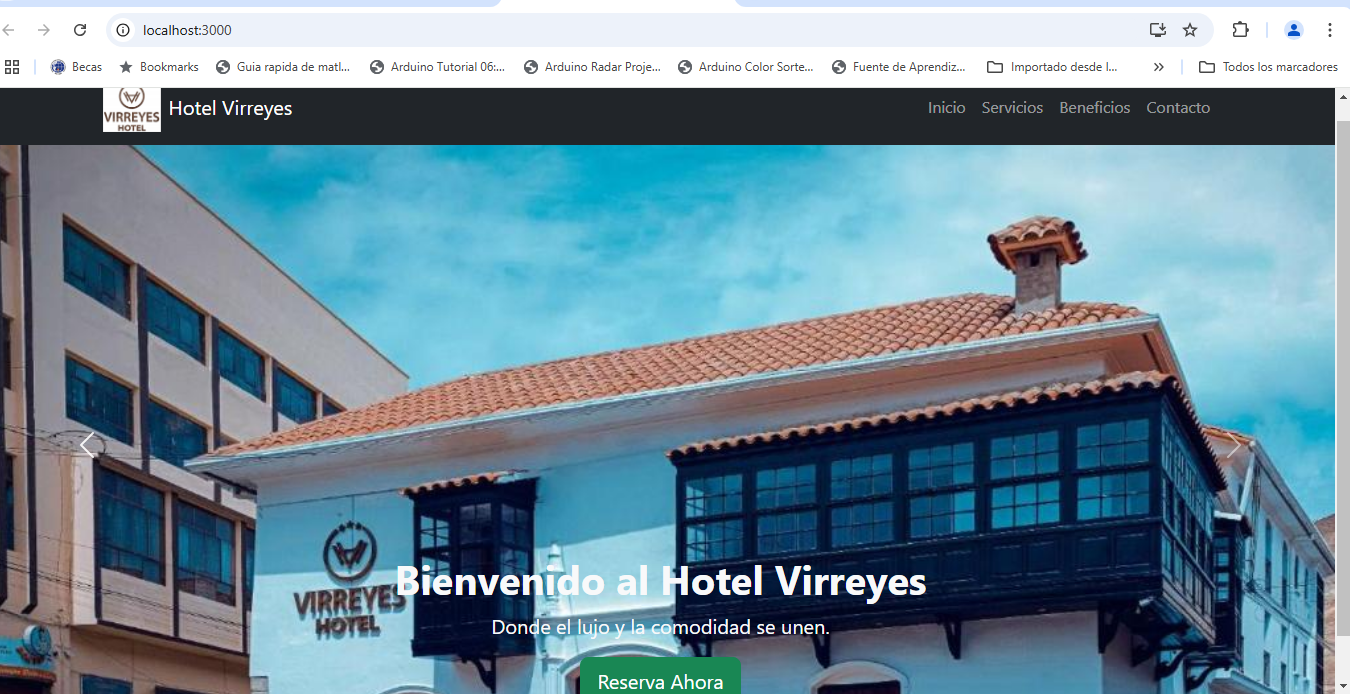 localhost:3000
Becas
Bookmarks
Guía rapida de matl...
Arduino Tutorial 06:...
Arduino Radar Proje...
Arduino Color Sorte...
Fuente de Aprendiz...
Importado desde I...
Todos los marcadores
VIRREYES
HOTEL
Hotel Virreyes
Inicio
Servicios
Beneficios
Contacto
VIRREYES
HOTEL
Bienvenido al Hotel Virreyes
Donde el lujo y la comodidad se unen.
Reserva Ahora